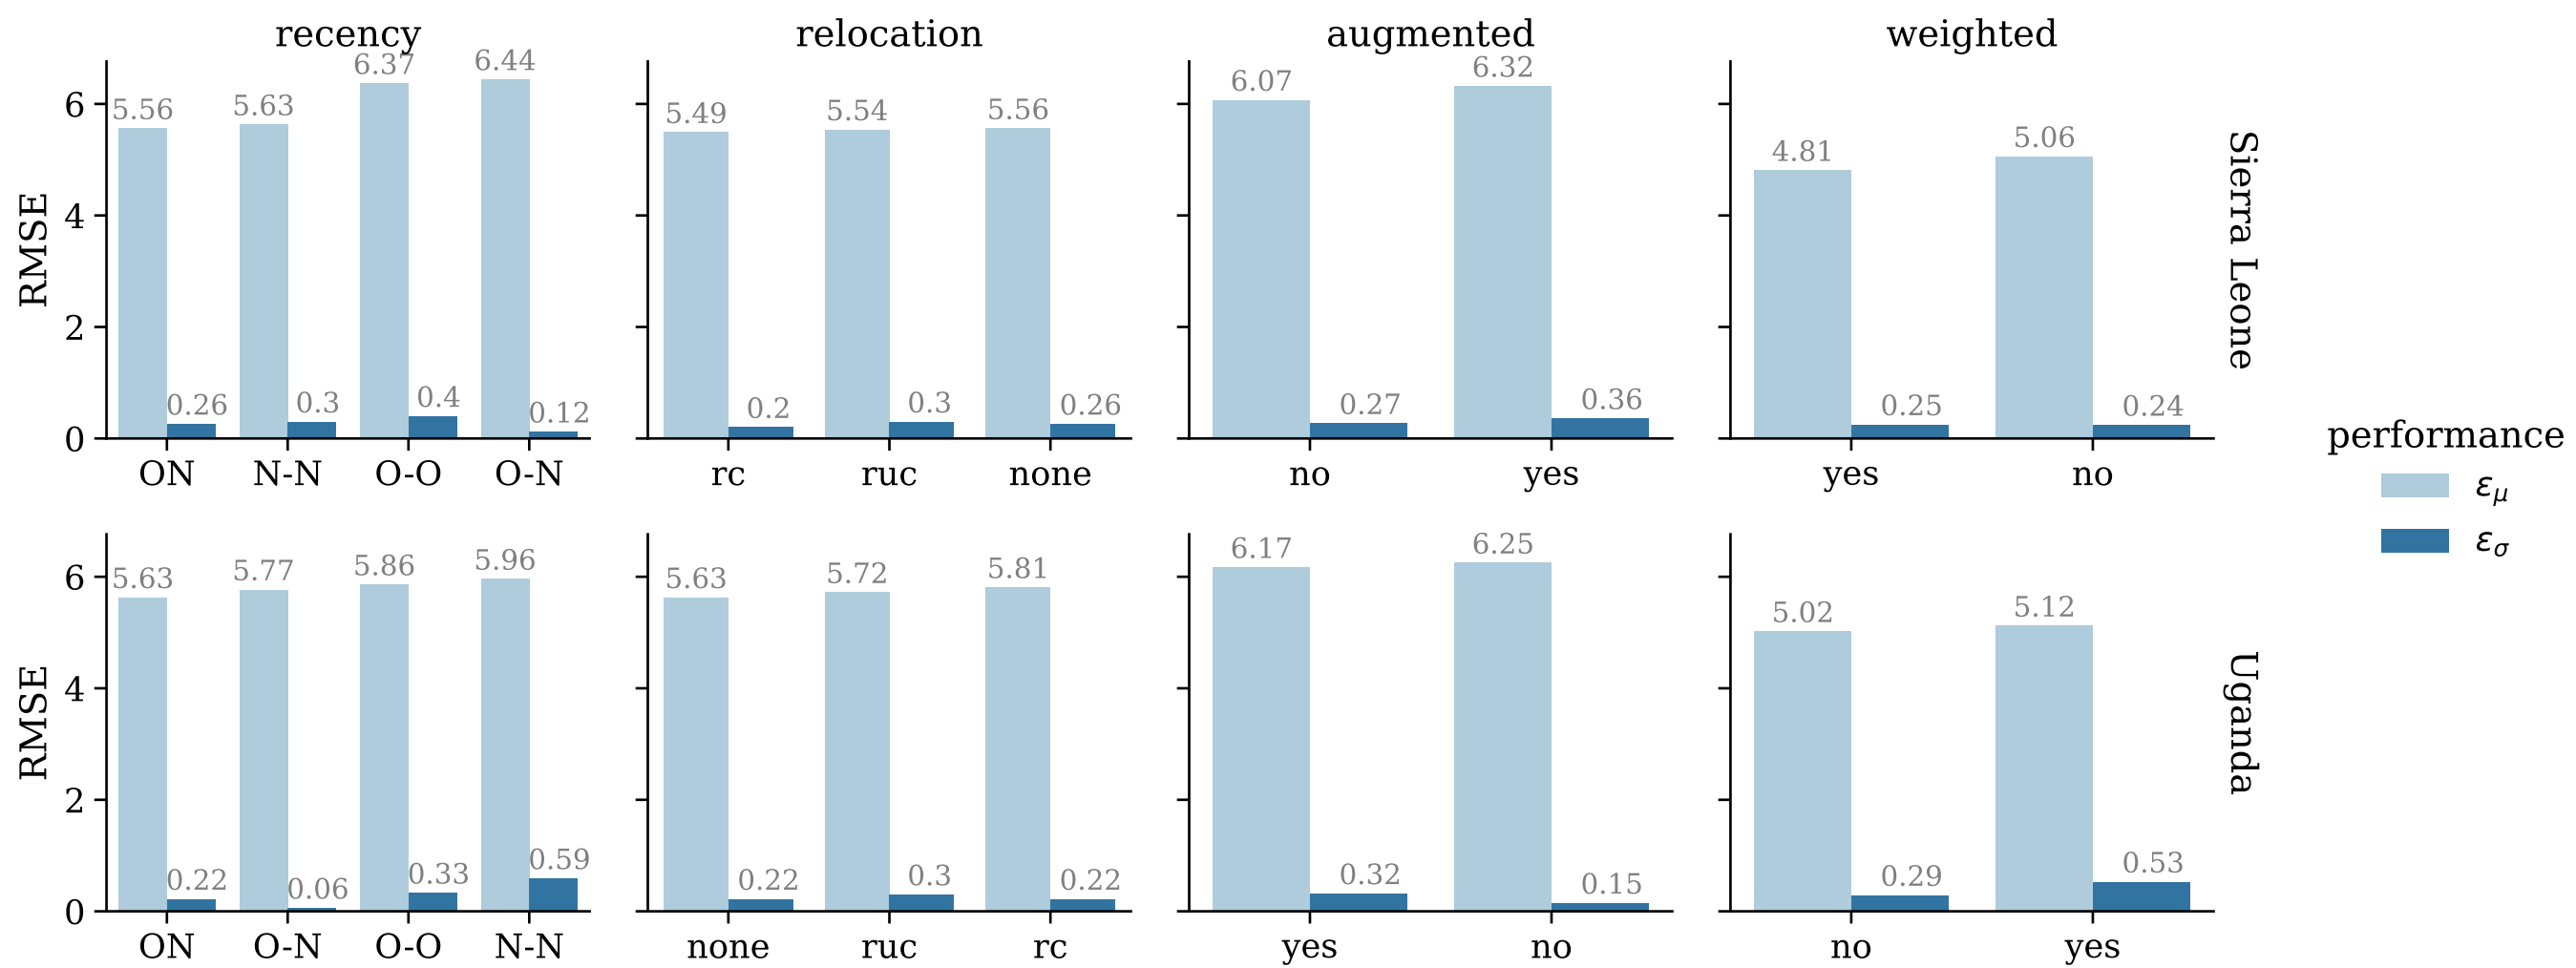 recency
relocation
augmented
weighted
RMSE
6
4
2
0
5.56
5.63
6.37
6.44
0.26
0.3
0.4
0.12
ON
N-N
O-O
O-N
5.49
5.54
5.56
0.2
0.3
0.26
rc
ruc
none
6.07
6.32
0.27
0.36
no
yes
4.81
5.06
0.25
0.24
yes
no
Sierra Leone
RMSE
6
4
2
0
5.63
5.77
5.86
5.96
0.22
0.06
0.33
0.59
ON
O-N
O-O
N-N
5.63
5.72
5.81
0.22
0.3
0.22
none
ruc
rc
6.17
6.25
0.32
0.15
yes
no
5.02
5.12
0.29
0.53
no
yes
Uganda
performance
εμ
εσ